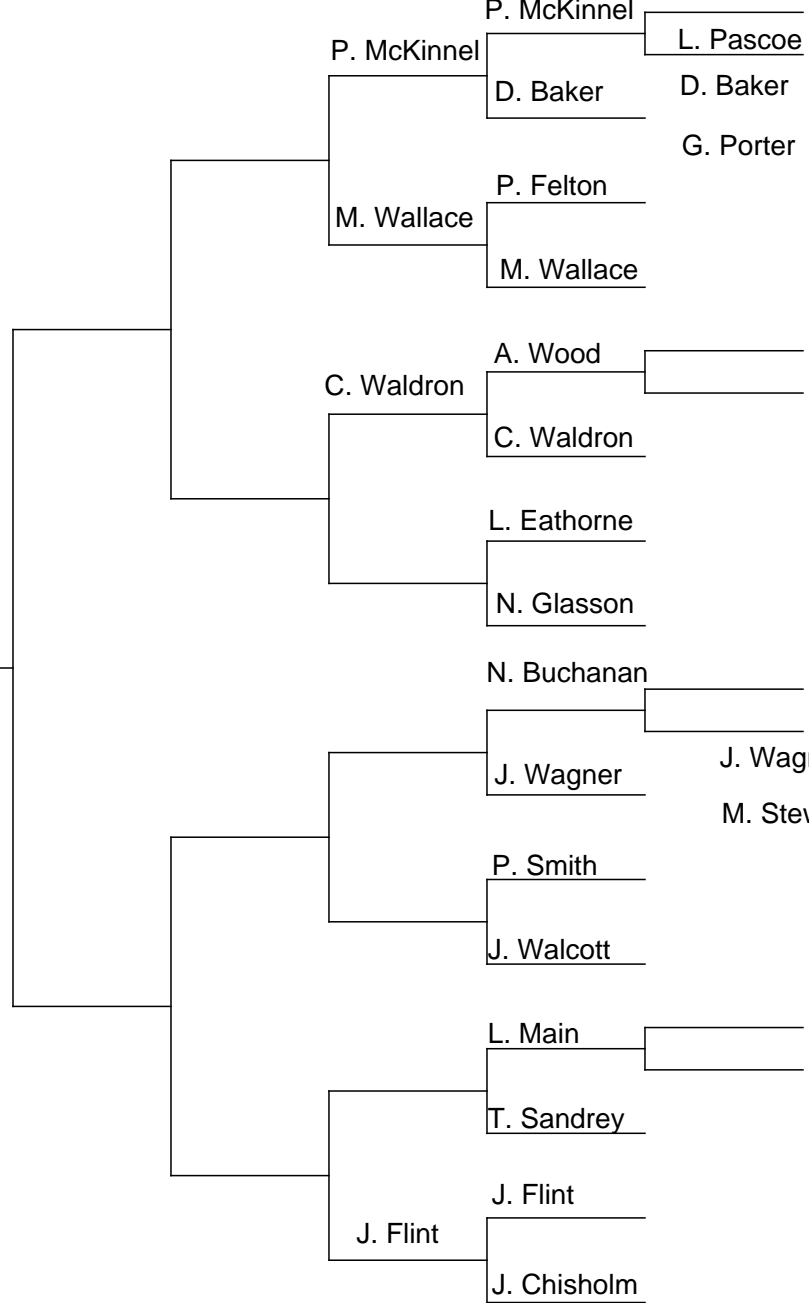 P. McKinnel
L. Pascoe
P. McKinnel
D. Baker
D. Baker
G. Porter
P. Felton
M. Wallace
M. Wallace
A. Wood
C. Waldron
C. Waldron
L. Eathorne
N. Glasson
N. Buchanan
J. Wagner
J.
M.
P. Smith
J. Walcott
L. Main
T. Sandrey
J. Flint
J. Flint
J. Chisholm